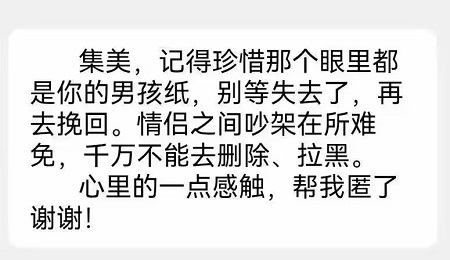 集美，记得珍惜那个眼里都
是你的男孩纸，别等失去了，再
去挽回。情侣之间吵架在所难
免，千万不能去删除、拉黑。
心里的一点感触，帮我匿了
谢谢!